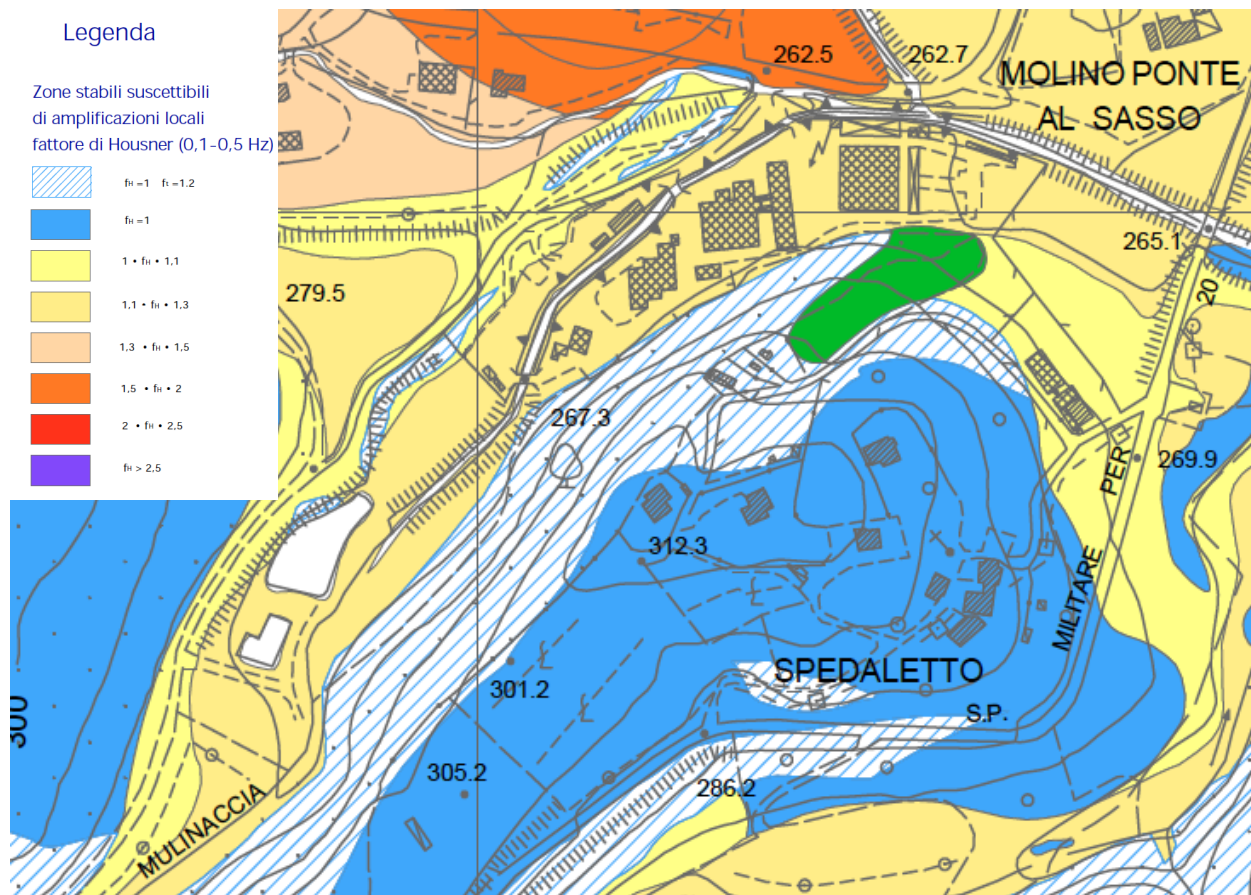 Legenda
Zone stabili suscettibili
di amplificazioni locali
fattore di Housner (0,1-0,5 Hz)
fH =1 ft =1.2
fH =1
1 • fH • 1,1
1,1 • fH • 1,3
1,3 • fH • 1,5
1,5 • fH • 2
2 • fH • 2,5
fH > 2,5
262.5
262.7
MOLINO PONTE
AL SASSO
265.1
279.5
20
267.3
269.9
PER
312.3
MILITARE
SPEDALETTO
301.2
S.P.
300
305.2
286.2
MULINACCIA